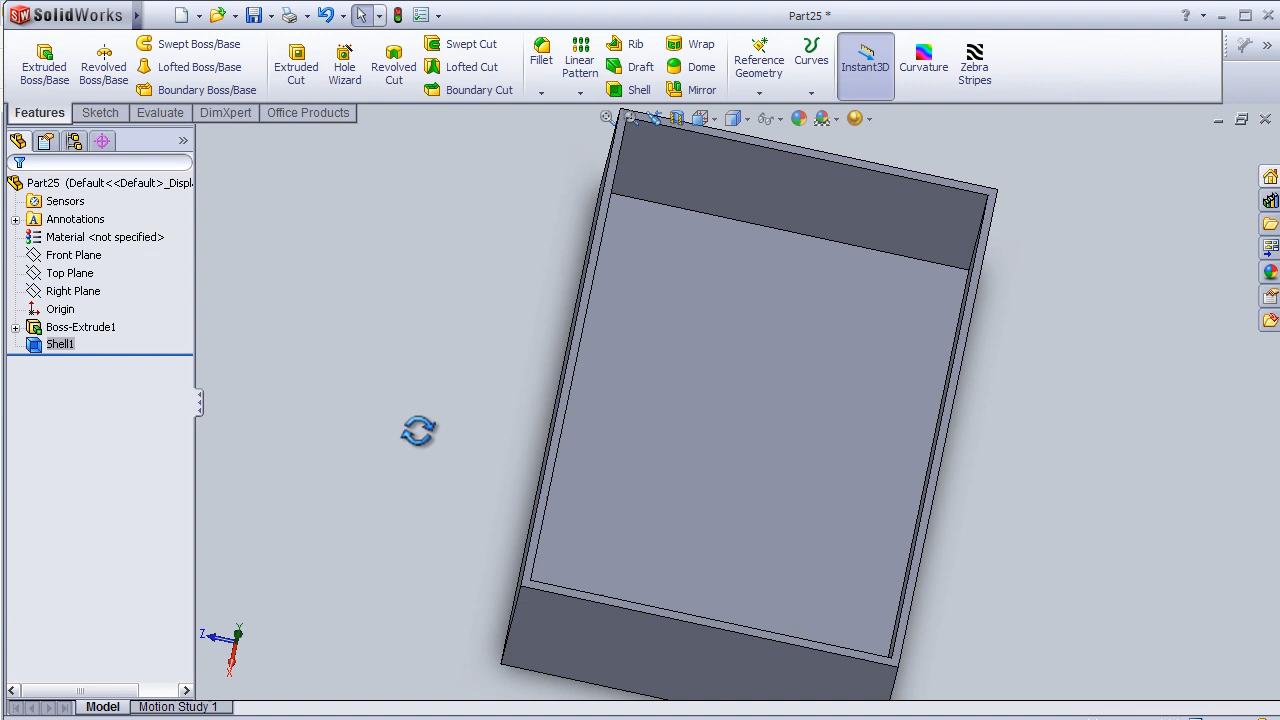 SolidWorks
Part25 *
Extruded Boss/Base
Revolved Boss/Base
Swept Boss/Base
Lofted Boss/Base
Boundary Boss/Base
Extruded Cut
Hole Wizard
Revolved Cut
Swept Cut
Lofted Cut
Boundary Cut
Fillet
Linear Pattern
Rib
Draft
Shell
Wrap
Dome
Mirror
Reference Geometry
Curves
Instant3D
Curvature
Zebra Stripes
Features
Sketch
Evaluate
DimXpert
Office Products
Part25 (Default<<Default>_Displ
Sensors
Annotations
Material <not specified>
Front Plane
Top Plane
Right Plane
Origin
Boss-Extrude1
Shell1
Z
Y
X
Model
Motion Study 1